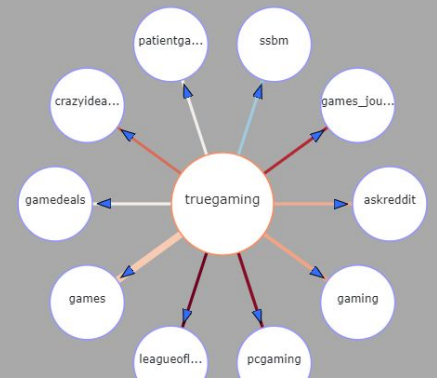 patientga...
ssbm
crazyidea...
games_jou...
truegaming
gamedeals
askreddit
games
gaming
leagueofl...
pcgaming